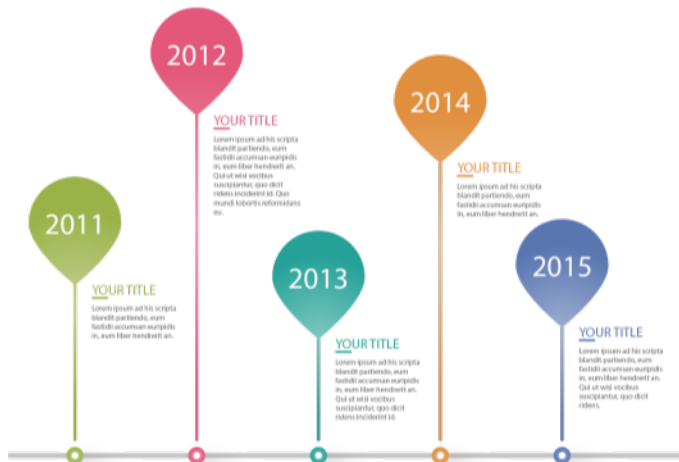 2011
YOUR TITLE
Lorem ipsum ad his scripta
blandit partiendo, eum
fastidii accumsan euripidis
in, eum liber hendrerit an.
2012
YOUR TITLE
Lorem ipsum ad his scripta
blandit partiendo, eum
fastidii accumsan euripidis
in, eum liber hendrerit an.
Qui ut wisi vocibus
suscipiantur, quo dicit
ridens inciderint id. Quo
mundi lobortis reformidans
eu.
2013
YOUR TITLE
Lorem ipsum ad his scripta
blandit partiendo, eum
fastidii accumsan euripidis
in, eum liber hendrerit an.
Qui ut wisi vocibus
suscipiantur, quo dicit
ridens inciderint id.
2014
YOUR TITLE
Lorem ipsum ad his scripta
blandit partiendo, eum
fastidii accumsan euripidis
in, eum liber hendrerit an.
2015
YOUR TITLE
Lorem ipsum ad his scripta
blandit partiendo, eum
fastidii accumsan euripidis
in, eum liber hendrerit an.
Qui ut wisi vocibus
suscipiantur, quo dicit
ridens.